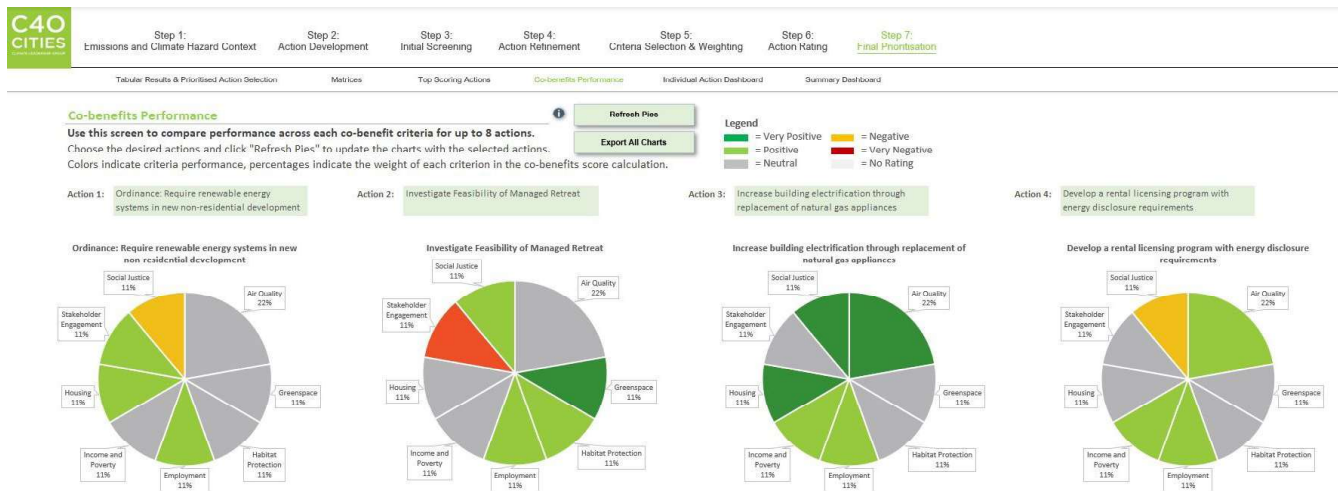 C40
CITIES
Step 1:
Emissions and Climate Hazard Context
Step 2:
Action Development
Step 3:
Initial Screening
Step 4:
Action Refinement
Step 5:
Criteria Selection & Weighting
Step 6:
Action Rating
Step 7:
Final Prioritisation
Tabular Results & Prioritised Action Selection
Matrices
Top Scoring Actions
Co-benefits Performance
Individual Action Dashboard
Summary Dashboard
Co-benefits Performance
i
Refresh Pies
Export All Charts
Use this screen to compare performance across each co-benefit criteria for up to 8 actions.
Choose the desired actions and click "Refresh Pies" to update the charts with the selected actions.
Colors indicate criteria performance, percentages indicate the weight of each criterion in the co-benefits score calculation.
Legend
= Very Positive
= Negative
= Positive
= Very Negative
= Neutral
= No Rating
Action 1:
Ordinance: Require renewable energy
systems in new non-residential development
Action 2:
Investigate Feasibility of Managed Retreat
Action 3:
Increase building electrification through
replacement of natural gas appliances
Action 4:
Develop a rental licensing program with
energy disclosure requirements
Ordinance: Require renewable energy systems in new
non residential development
Social Justice
11%
Air Quality
22%
Stakeholder
Engagement
11%
Housing
11%
Greenspace
11%
Income and
Poverty
11%
Habitat
Protection
11%
Employment
11%
Investigate Feasibility of Managed Retreat
Social Justice
11%
Air Quality
22%
Stakeholder
Engagement
11%
Housing
11%
Greenspace
11%
Income and
Poverty
11%
Habitat Protection
11%
Employment
11%
Increase building electrification through replacement of
natural gas appliances
Social Justice
11%
Air Quality
22%
Stakeholder
Engagement
11%
Housing
11%
Greenspace
11%
Income and
Poverty
11%
Habitat Protection
11%
Employment
11%
Develop a rental licensing program with energy disclosure
requirements
Social Justice
11%
Air Quality
22%
Stakeholder
Engagement
11%
Housing
11%
Greenspace
11%
Income and
Poverty
11%
Habitat Protection
11%
Employment
11%